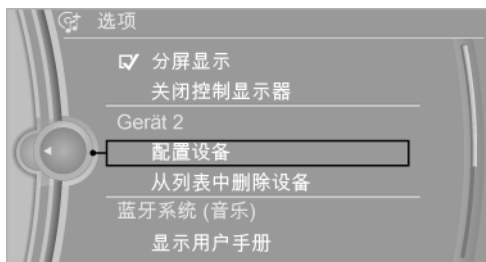 选项
分屏显示
关闭控制显示器
Gerät 2
配置设备
从列表中删除设备
蓝牙系统 (音乐)
显示用户手册